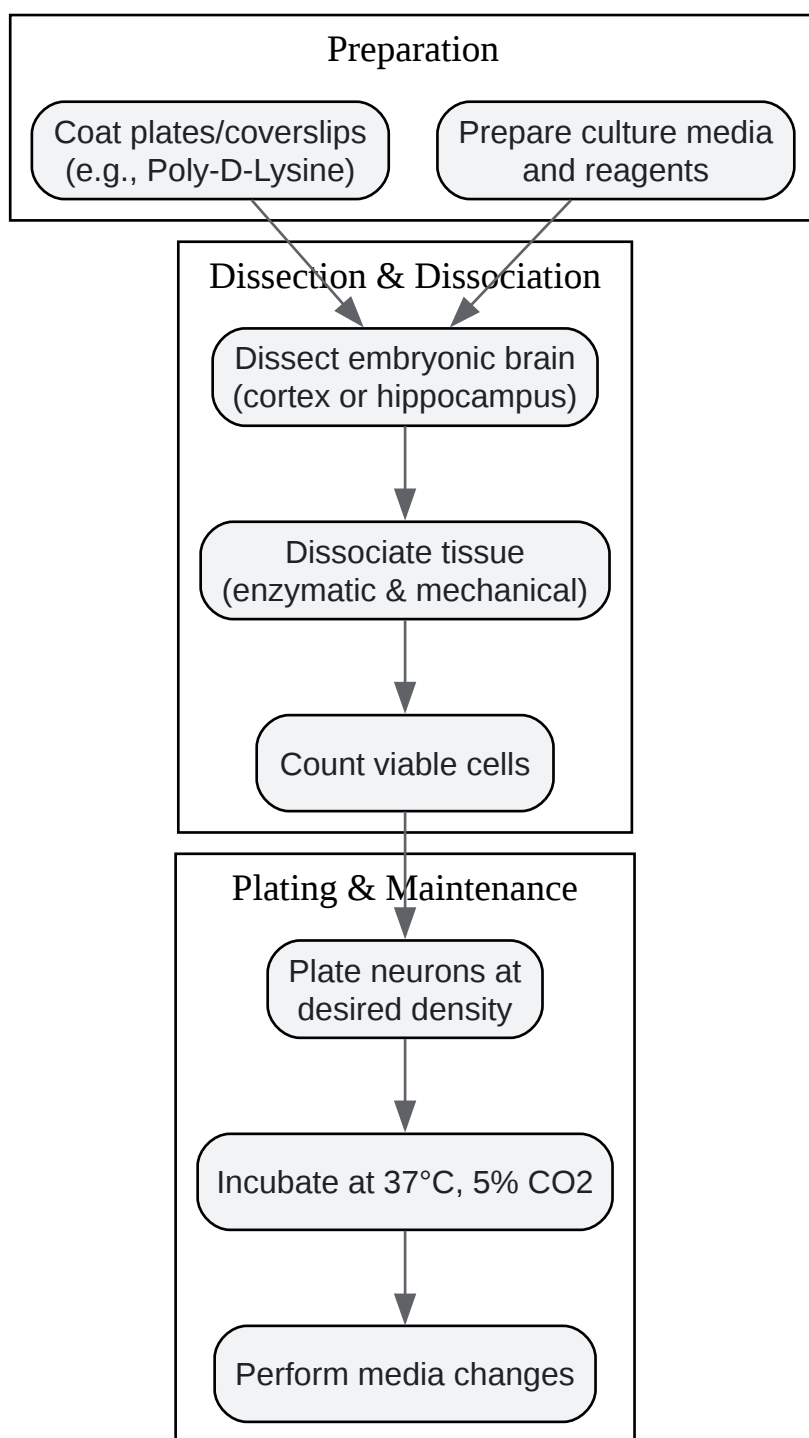 Preparation
Coat plates/coverslips
(e.g., Poly-D-Lysine)
Prepare culture media
and reagents
Dissection & Dissociation
Dissect embryonic brain
(cortex or hippocampus)
Dissociate tissue
(enzymatic & mechanical)
Count viable cells
Plating & Maintenance
Plate neurons at
desired density
Incubate at 37°C, 5% CO2
Perform media changes